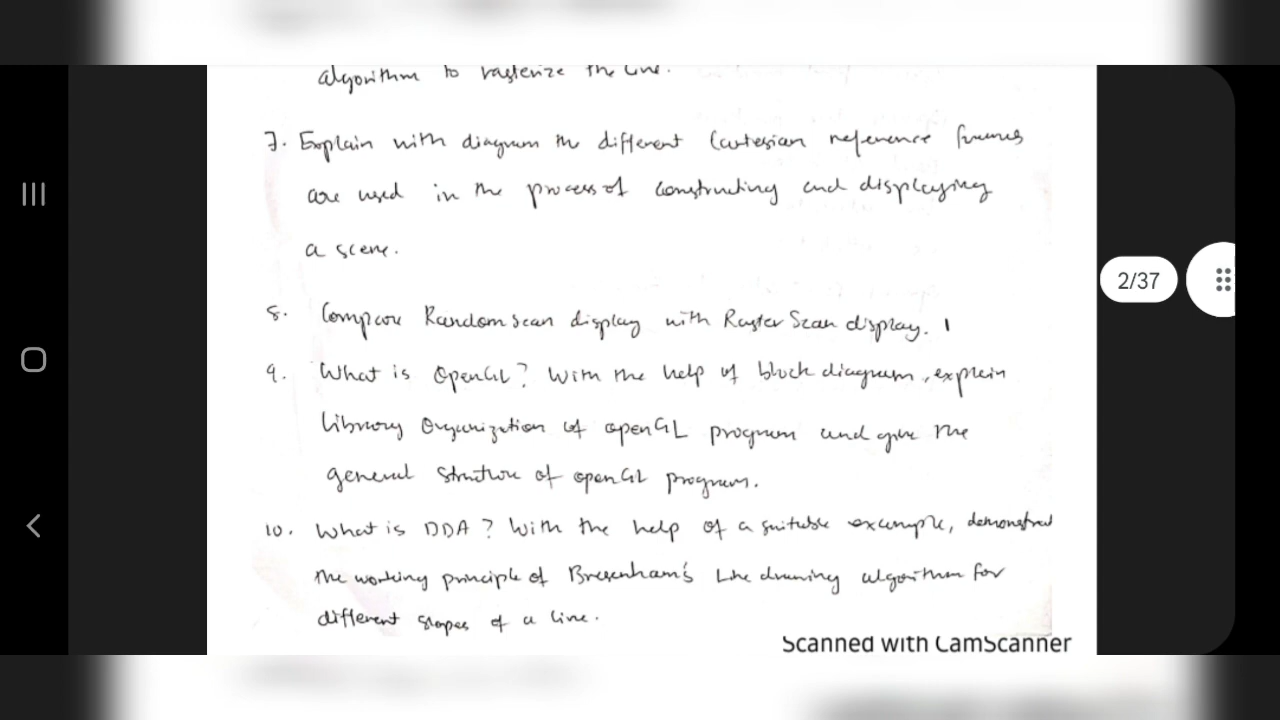 algorithm to rasterize the line.
7. Explain with diagram the different Cartesian reference frames
are used in the process of constructing and displaying
a scene.
8. Compare Random scan display with Raster Scan display.
9. What is OpenGL? With the help of block diagram, explain
library Organization of openGL program and give the
general structure of openGL program.
10. What is DDA? With the help of a suitable example, demonstrat
the working principle of Bresenham's Line drawing algorithm for
different slopes of a line.
Scanned with CamScanner
2/37